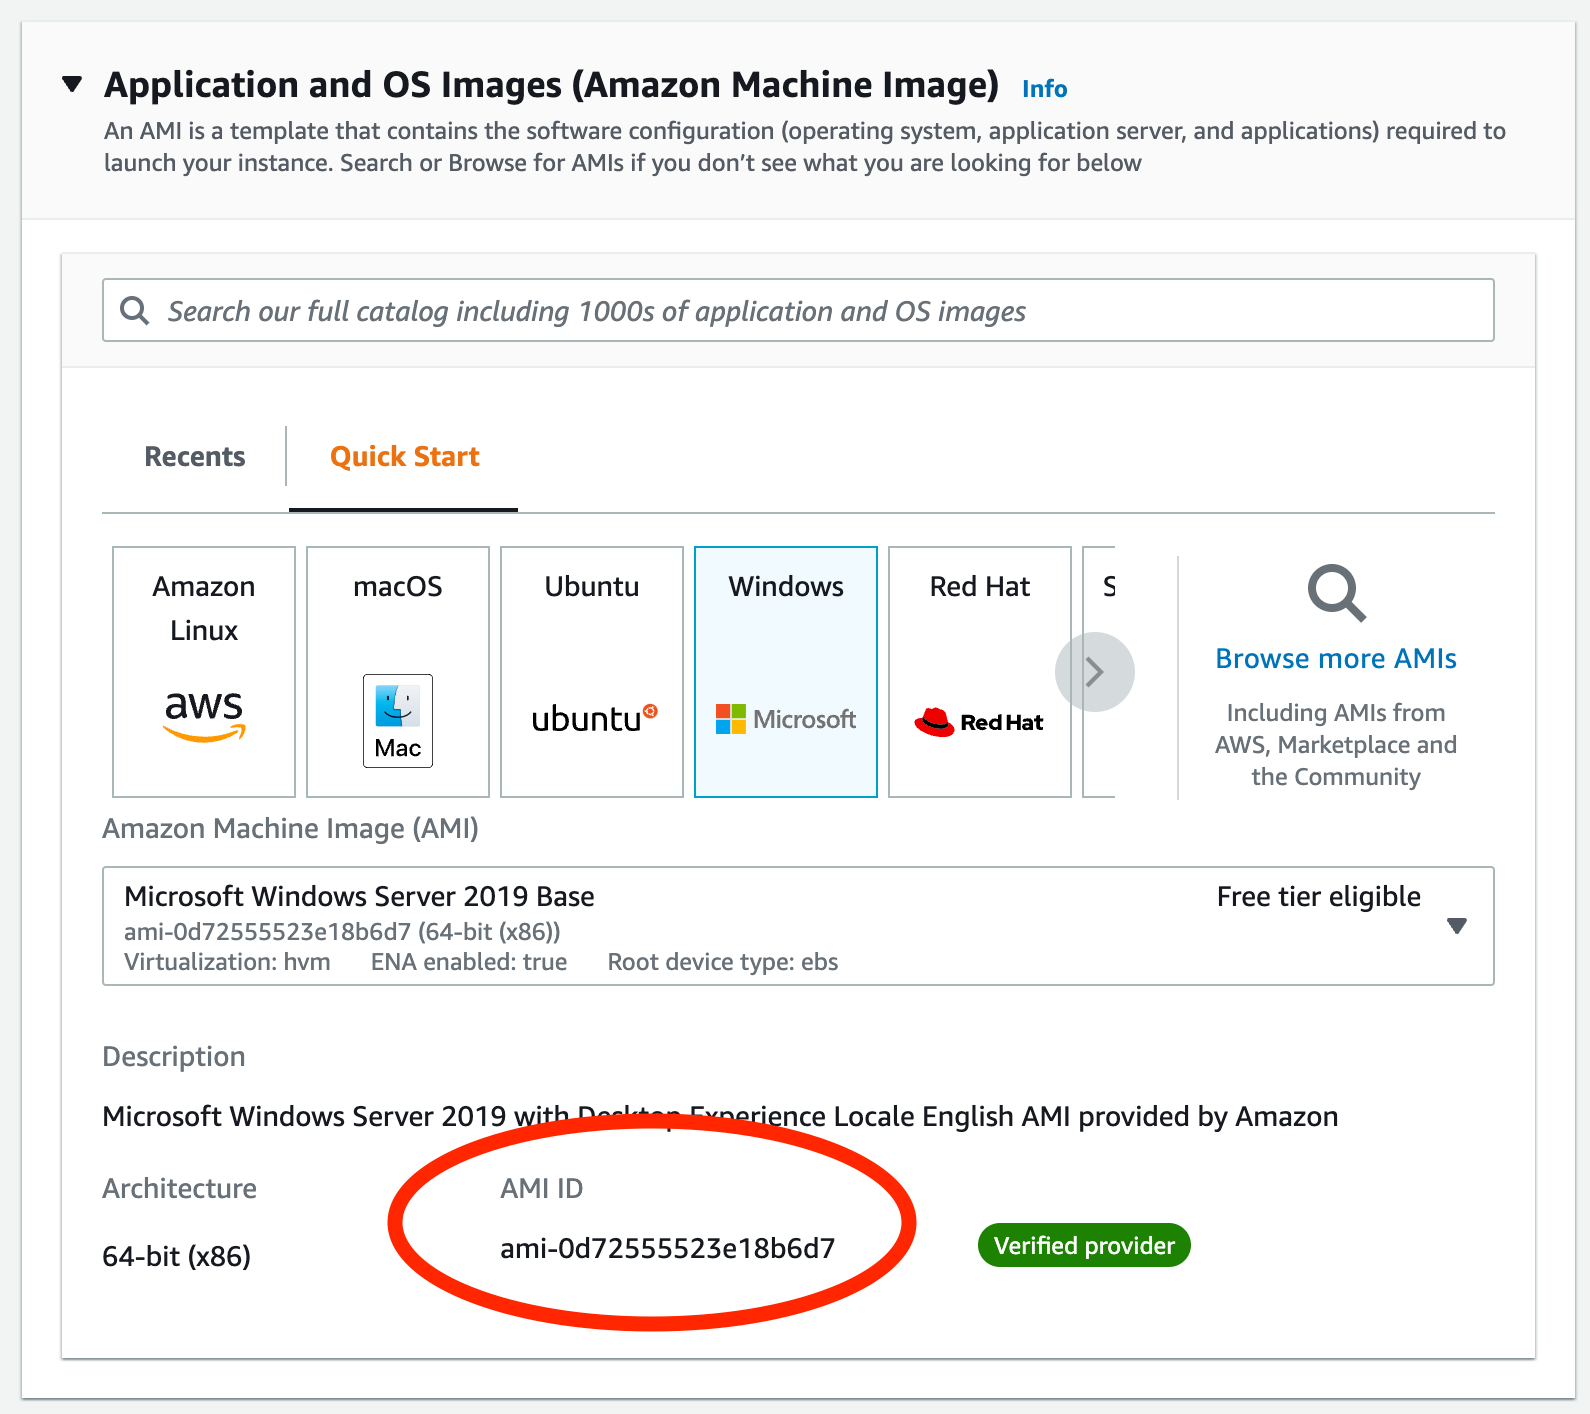 Application and OS Images (Amazon Machine Image) Info
An AMI is a template that contains the software configuration (operating system, application server, and applications) required to
launch your instance. Search or Browse for AMIs if you don’t see what you are looking for below
Search our full catalog including 1000s of application and OS images
Recents
Quick Start
Amazon
Linux
aws
macOS
Mac
Ubuntu
ubuntu
Windows
Microsoft
Red Hat
Red Hat
S
Browse more AMIs
Including AMIs from
AWS, Marketplace and
the Community
Amazon Machine Image (AMI)
Microsoft Windows Server 2019 Base
Free tier eligible
ami-0d72555523e18b6d7 (64-bit (x86))
Virtualization: hvm ENA enabled: true Root device type: ebs
Description
Microsoft Windows Server 2019 with Desktop Experience Locale English AMI provided by Amazon
Architecture
AMI ID
64-bit (x86)
ami-0d72555523e18b6d7
Verified provider